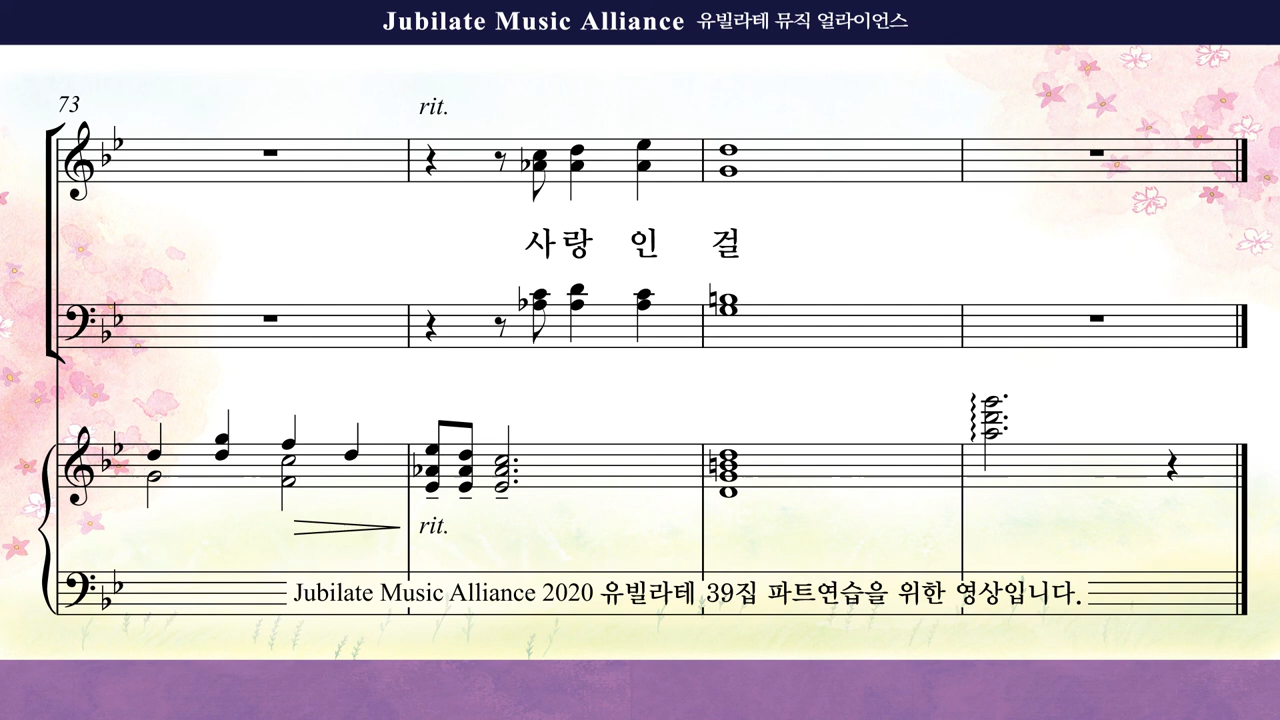 Jubilate Music Alliance 유빌라테 뮤직 얼라이언스
73
rit.
사랑 인 걸
rit.
Jubilate Music Alliance 2020 유빌라테 39집 파트연습을 위한 영상입니다.